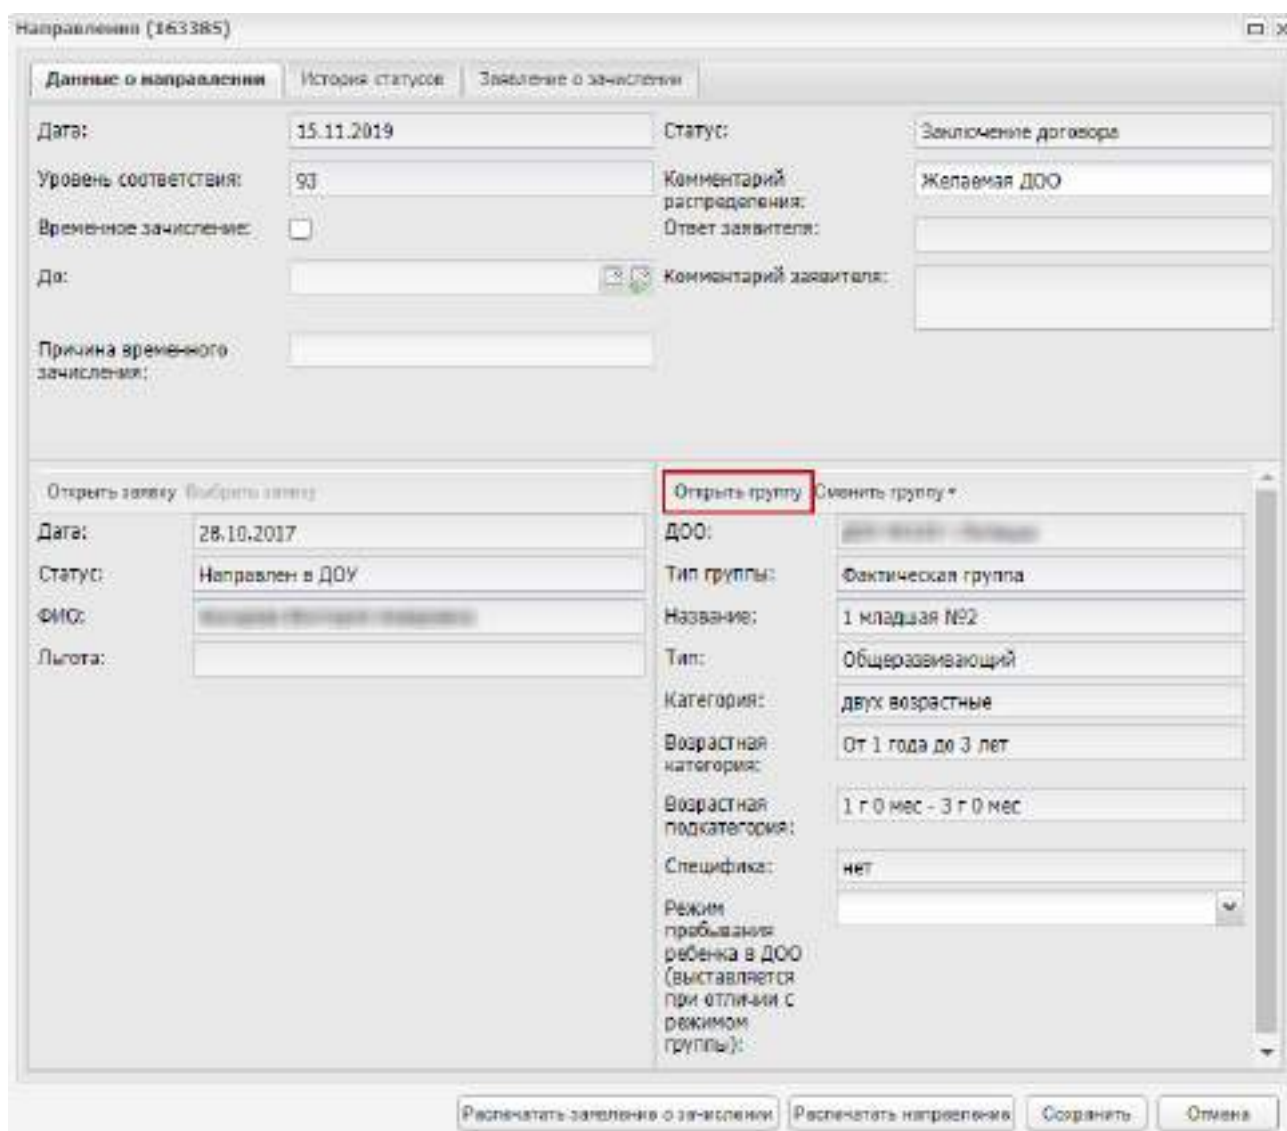 Направления (163385)
Данные о направлении История статусов Заявление о зачислении
Дата: 15.11.2019 Статус: Заключение договора
Уровень соответствия: 93 Комментарий распределения: Желаемая ДОО
Временное зачисление: Ответ заявителя:
До: Комментарий заявителя:
Причина временного
зачисления:
Открыть заявку Выбрать заявку
Дата: 28.10.2017
Статус: Направлен в ДОУ
ФИО:
Льгота:
Открыть группу Сменить группу
ДОО:
Тип группы: Фактическая группа
Название: 1 младшая №2
Тип: Общеразвивающий
Категория: двух возрастные
Возрастная
категория: От 1 года до 3 лет
Возрастная
подкатегория: 1 г 0 мес - 3 г 0 мес
Специфика: нет
Режим
пребывания
ребенка в ДОО
(выставляется
при отличии с
режимом
группы):
Распечатать заявление о зачислении Распечатать направление Сохранить Отмена